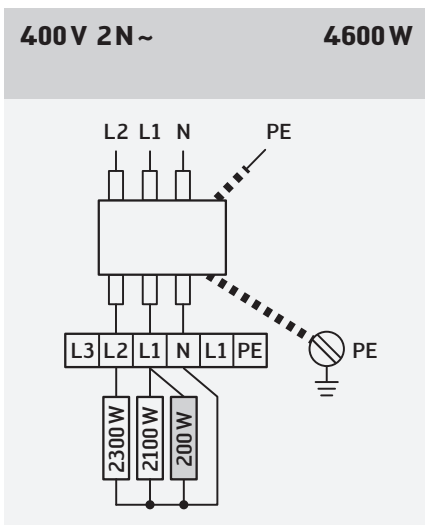 400 V 2N~ 4600 W
L2 L1 N PE
L3 L2 L1 N L1 PE
PE
2300 W
2100 W
200 W